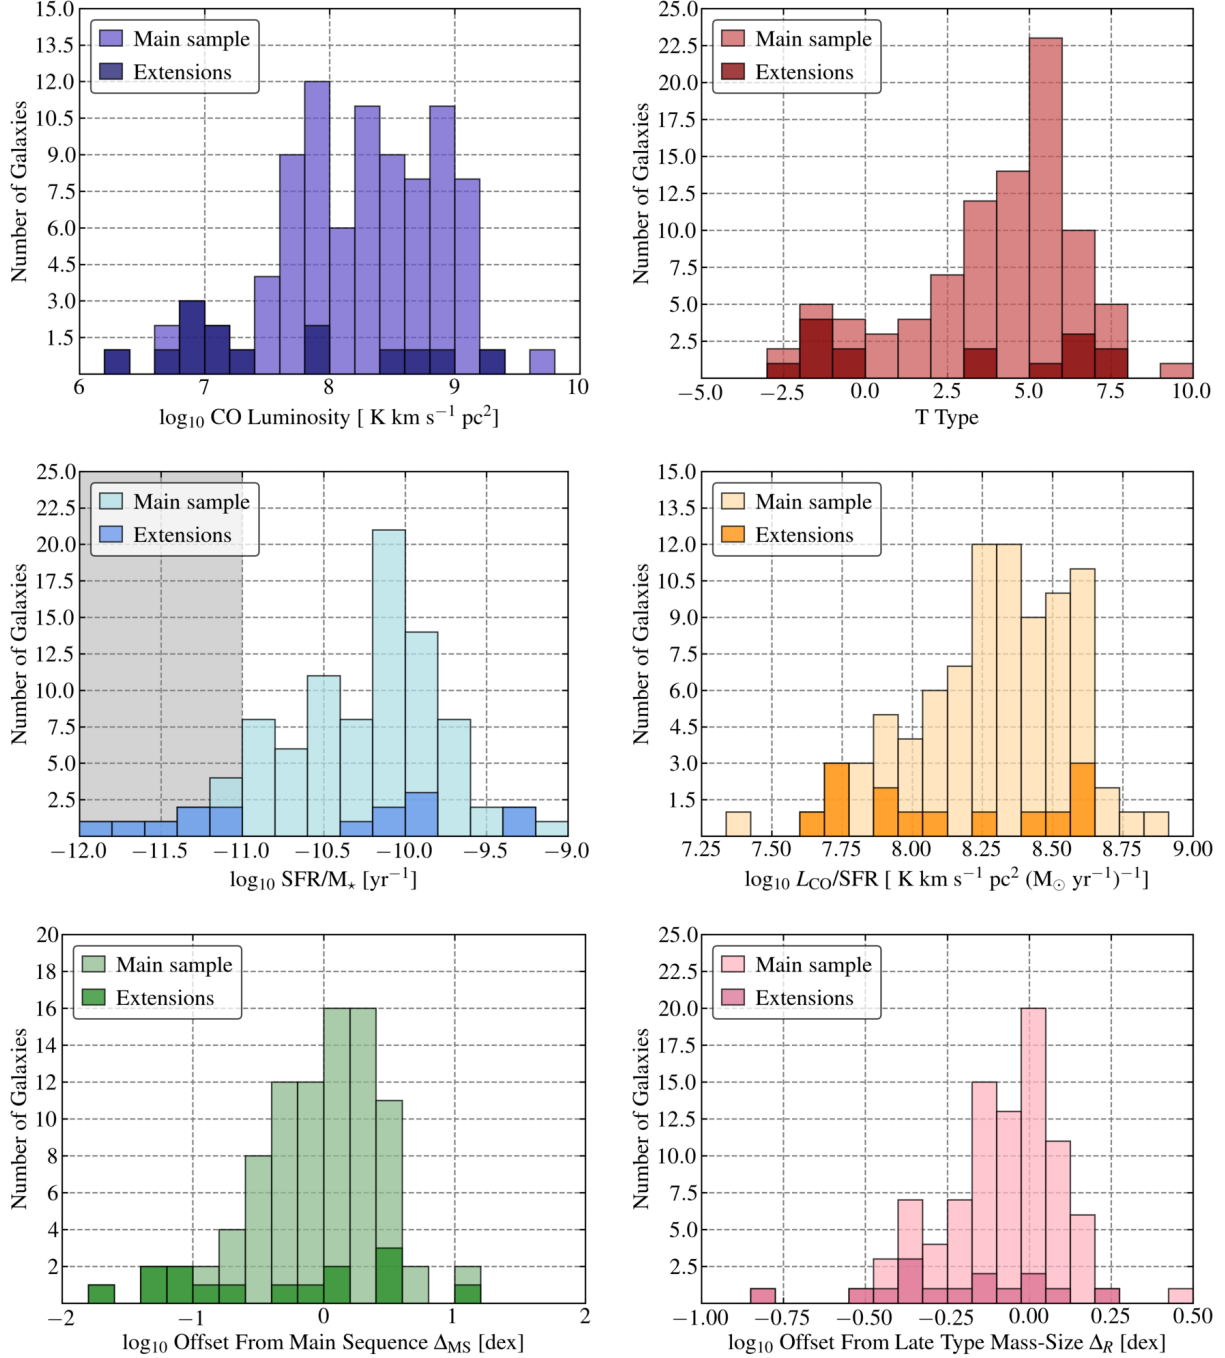 15.0
13.5
12.0
10.5
9.0
7.5
6.0
4.5
3.0
1.5
Number of Galaxies
Main sample
Extensions
6 7 8 9 10
log₁₀ CO Luminosity [ K km s⁻¹ pc²]
25.0
22.5
20.0
17.5
15.0
12.5
10.0
7.5
5.0
2.5
Number of Galaxies
Main sample
Extensions
−5.0 −2.5 0.0 2.5 5.0 7.5 10.0
T Type
25.0
22.5
20.0
17.5
15.0
12.5
10.0
7.5
5.0
2.5
Number of Galaxies
Main sample
Extensions
−12.0 −11.5 −11.0 −10.5 −10.0 −9.5 −9.0
log₁₀ SFR/M⋆ [yr⁻¹]
15.0
13.5
12.0
10.5
9.0
7.5
6.0
4.5
3.0
1.5
Number of Galaxies
Main sample
Extensions
7.25 7.50 7.75 8.00 8.25 8.50 8.75 9.00
log₁₀ L_CO/SFR [ K km s⁻¹ pc² (M⊙ yr⁻¹)⁻¹]
20
18
16
14
12
10
8
6
4
2
Number of Galaxies
Main sample
Extensions
−2 −1 0 1 2
log₁₀ Offset From Main Sequence Δ_MS [dex]
25.0
22.5
20.0
17.5
15.0
12.5
10.0
7.5
5.0
2.5
Number of Galaxies
Main sample
Extensions
−1.00 −0.75 −0.50 −0.25 0.00 0.25 0.50
log₁₀ Offset From Late Type Mass-Size Δ_R [dex]